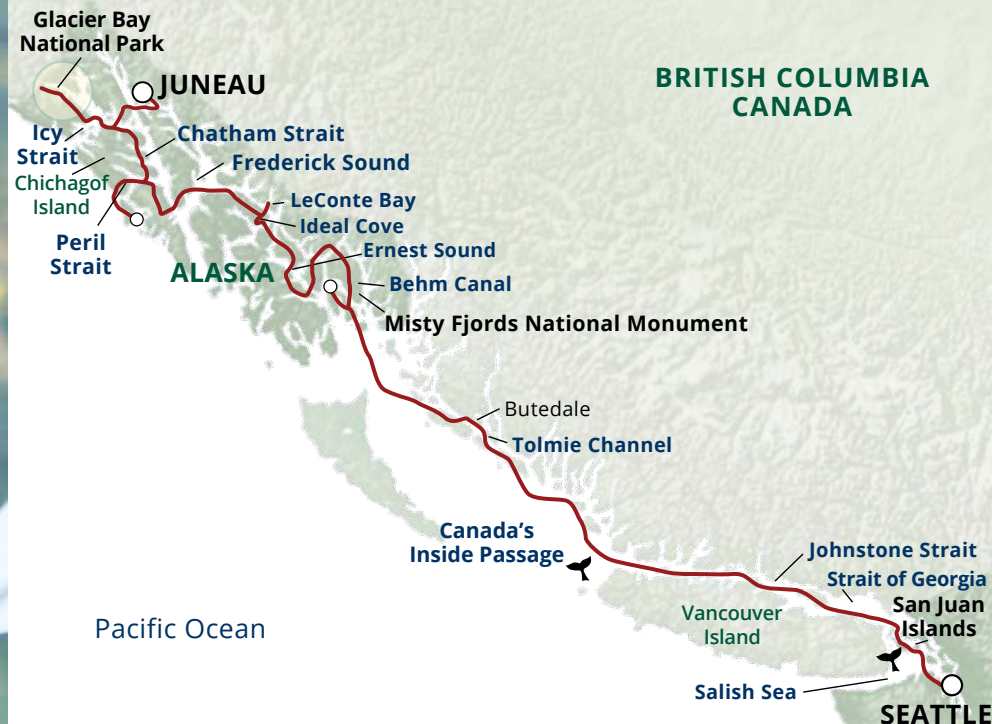 Glacier Bay
National Park
JUNEAU
BRITISH COLUMBIA
CANADA
Icy
Strait
Chatham Strait
Frederick Sound
Chichagof
Island
LeConte Bay
Ideal Cove
Peril
Strait
Ernest Sound
ALASKA
Behm Canal
Misty Fjords National Monument
Butedale
Tolmie Channel
Canada’s
Inside Passage
Johnstone Strait
Strait of Georgia
San Juan
Islands
Vancouver
Island
Pacific Ocean
Salish Sea
SEATTLE